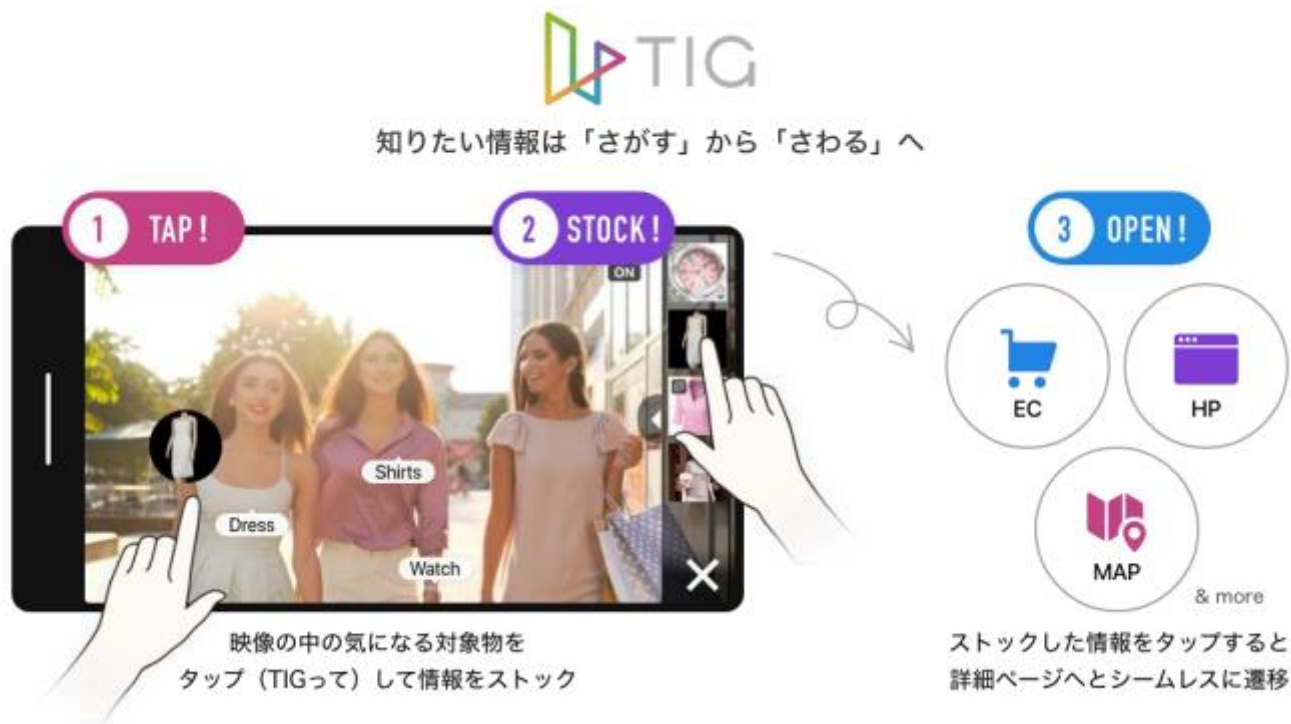 TIG
知りたい情報は「さがす」から「さわる」へ
1 TAP!
2 STOCK!
3 OPEN!
ON
Shirts
Dress
Watch
EC
HP
MAP
& more
映像の中の気になる対象物を
タップ（TIGって）して情報をストック
ストックした情報をタップすると
詳細ページへとシームレスに遷移